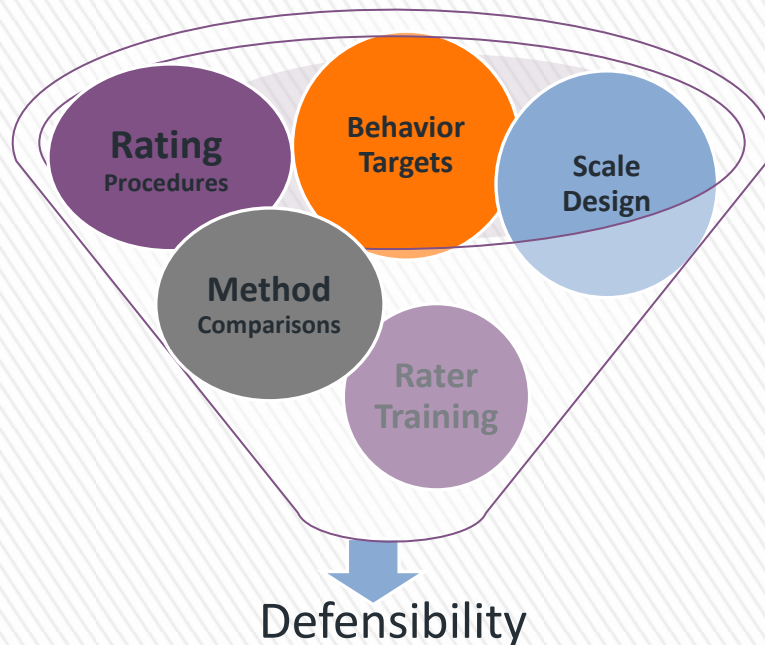 Rating
Procedures
Behavior
Targets
Scale
Design
Method
Comparisons
Rater
Training
Defensibility